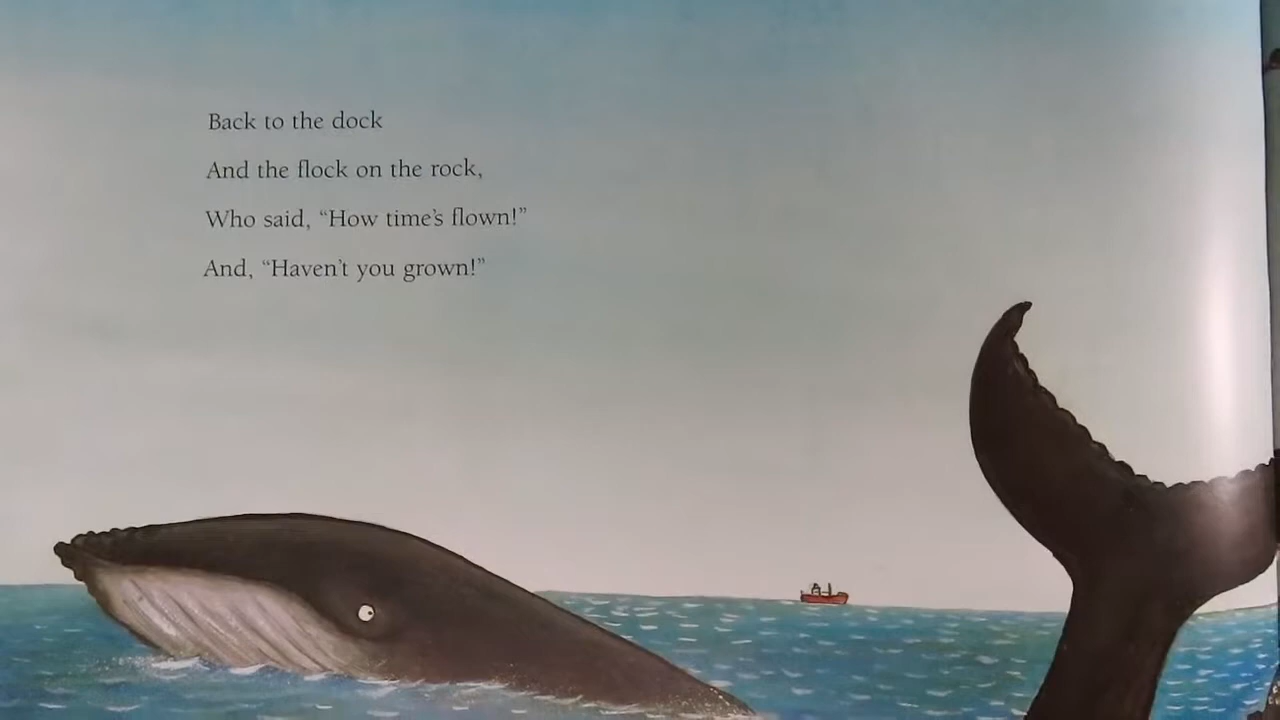 Back to the dock
And the flock on the rock,
Who said, “How time’s flown!”
And, “Haven’t you grown!”